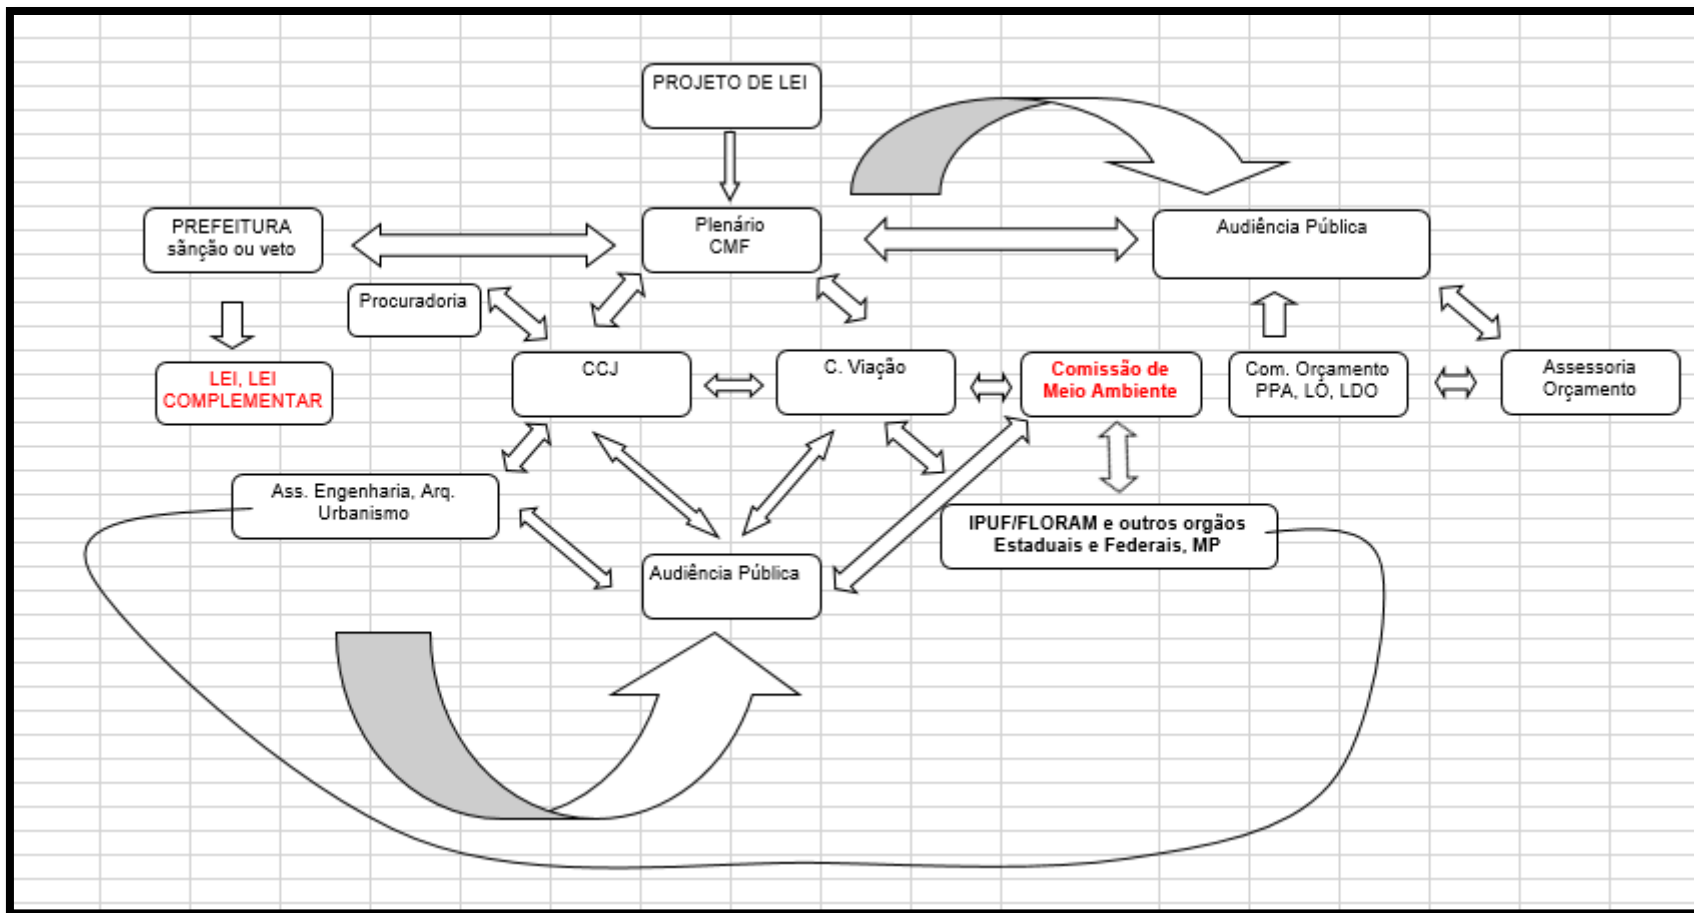 PROJETO DE LEI
PREFEITURA
sãnção ou veto
Plenário
CMF
Audiência Pública
Procuradoria
LEI, LEI
COMPLEMENTAR
CCJ
C. Viação
Comissão de
Meio Ambiente
Com. Orçamento
PPA, LÓ, LDO
Assessoria
Orçamento
Ass. Engenharia, Arq.
Urbanismo
IPUF/FLORAM e outros orgãos
Estaduais e Federais, MP
Audiência Pública